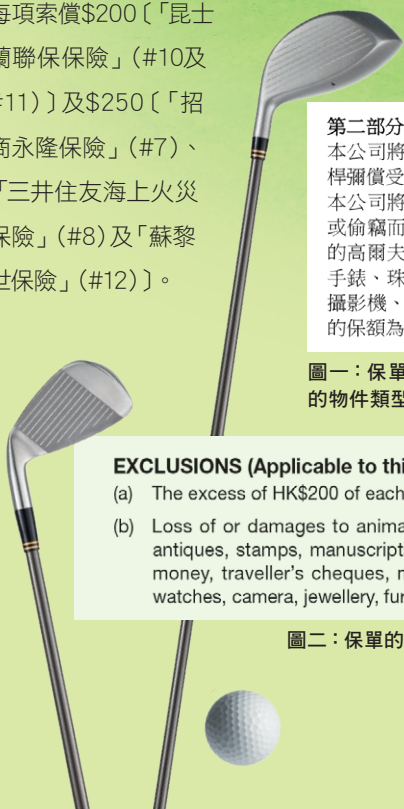 每項索償$200〔「昆士
蘭聯保保險」(#10及
#11)〕及$250〔「招
商永隆保險」(#7)、
「三井住友海上火災
保險」(#8)及「蘇黎
世保險」(#12)〕。
第二部分
本公司將
桿彌償受
本公司將
或偷竊而
的高爾夫
手錶、珠
攝影機、
的保額為
圖一：保單
的物件類型
EXCLUSIONS (Applicable to thi
(a) The excess of HK$200 of each
(b) Loss of or damages to anima
antiques, stamps, manuscript
money, traveller's cheques, m
watches, camera, jewellery, fur
圖二：保單的